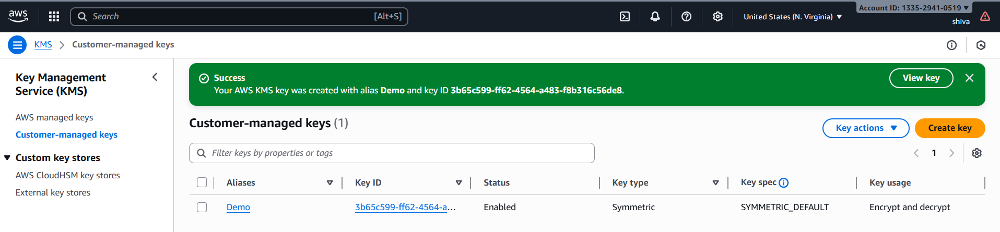 aws
Search
[Alt+S]
United States (N. Virginia) ▼
Account ID: 1335-2941-0519 ▼
shiva
KMS > Customer-managed keys
Key Management
Service (KMS)
AWS managed keys
Customer-managed keys
Custom key stores
AWS CloudHSM key stores
External key stores
Success
Your AWS KMS key was created with alias Demo and key ID 3b65c599-ff62-4564-a483-f8b316c56de8.
View key
Customer-managed keys (1)
Key actions ▼
Create key
Filter keys by properties or tags
1
Aliases Key ID Status Key type Key spec Key usage
Demo 3b65c599-ff62-4564-a... Enabled Symmetric SYMMETRIC_DEFAULT Encrypt and decrypt